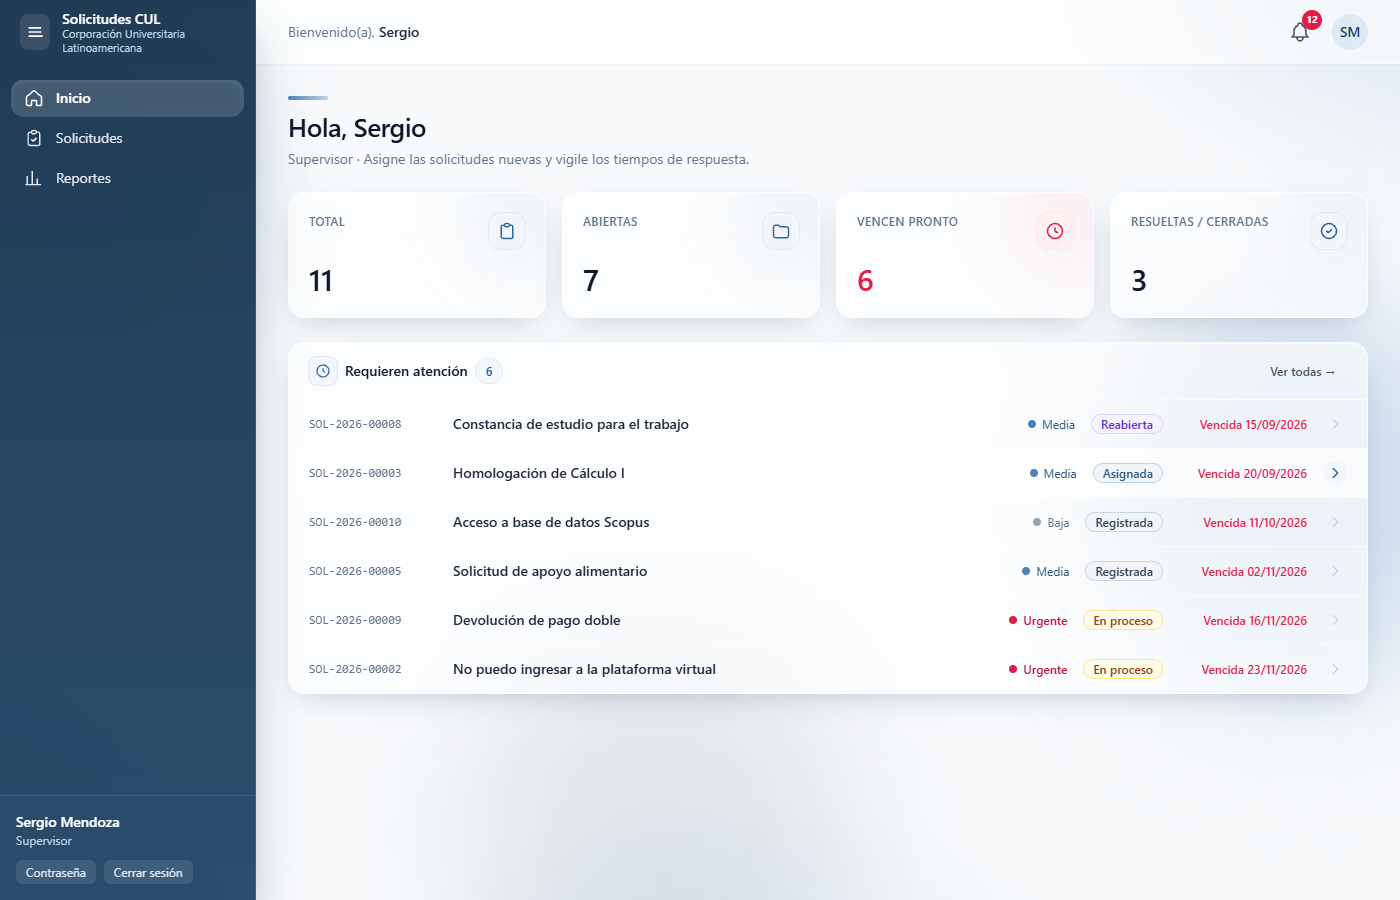 Solicitudes CUL
Corporación Universitaria
Latinoamericana
Inicio
Solicitudes
Reportes
Sergio Mendoza
Supervisor
Contraseña
Cerrar sesión
Bienvenido(a), Sergio
12
SM
Hola, Sergio
Supervisor · Asigne las solicitudes nuevas y vigile los tiempos de respuesta.
TOTAL
11
ABIERTAS
7
VENCEN PRONTO
6
RESUELTAS / CERRADAS
3
Requieren atención 6
Ver todas →
SOL-2026-00008 Constancia de estudio para el trabajo Media Reabierta Vencida 15/09/2026
SOL-2026-00003 Homologación de Cálculo I Media Asignada Vencida 20/09/2026
SOL-2026-00010 Acceso a base de datos Scopus Baja Registrada Vencida 11/10/2026
SOL-2026-00005 Solicitud de apoyo alimentario Media Registrada Vencida 02/11/2026
SOL-2026-00009 Devolución de pago doble Urgente En proceso Vencida 16/11/2026
SOL-2026-00002 No puedo ingresar a la plataforma virtual Urgente En proceso Vencida 23/11/2026